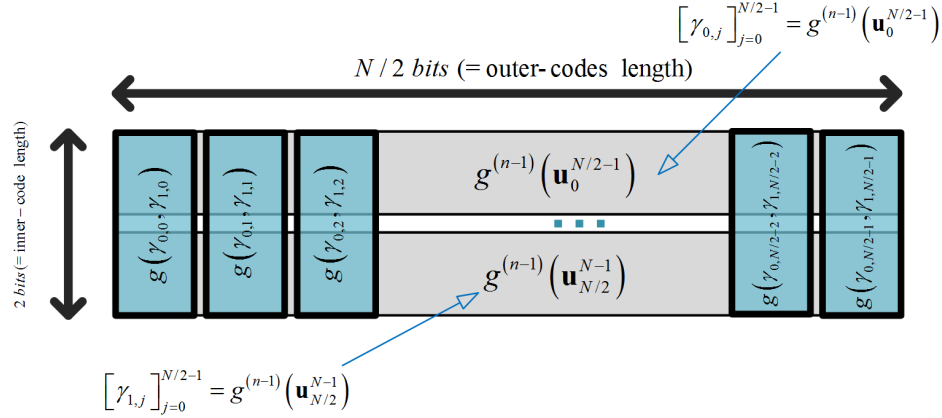 [γ_{0,j}]_{j=0}^{N/2−1} = g^{(n−1)}(𝐮_0^{N/2−1})
N / 2 bits (= outer-codes length)
2 bits (= inner − code length)
g(γ_{0,0}, γ_{1,0})
g(γ_{0,1}, γ_{1,1})
g(γ_{0,2}, γ_{1,2})
g^{(n−1)}(𝐮_0^{N/2−1})
g^{(n−1)}(𝐮_{N/2}^{N−1})
g(γ_{0,N/2−2}, γ_{1,N/2−2})
g(γ_{0,N/2−1}, γ_{1,N/2−1})
[γ_{1,j}]_{j=0}^{N/2−1} = g^{(n−1)}(𝐮_{N/2}^{N−1})